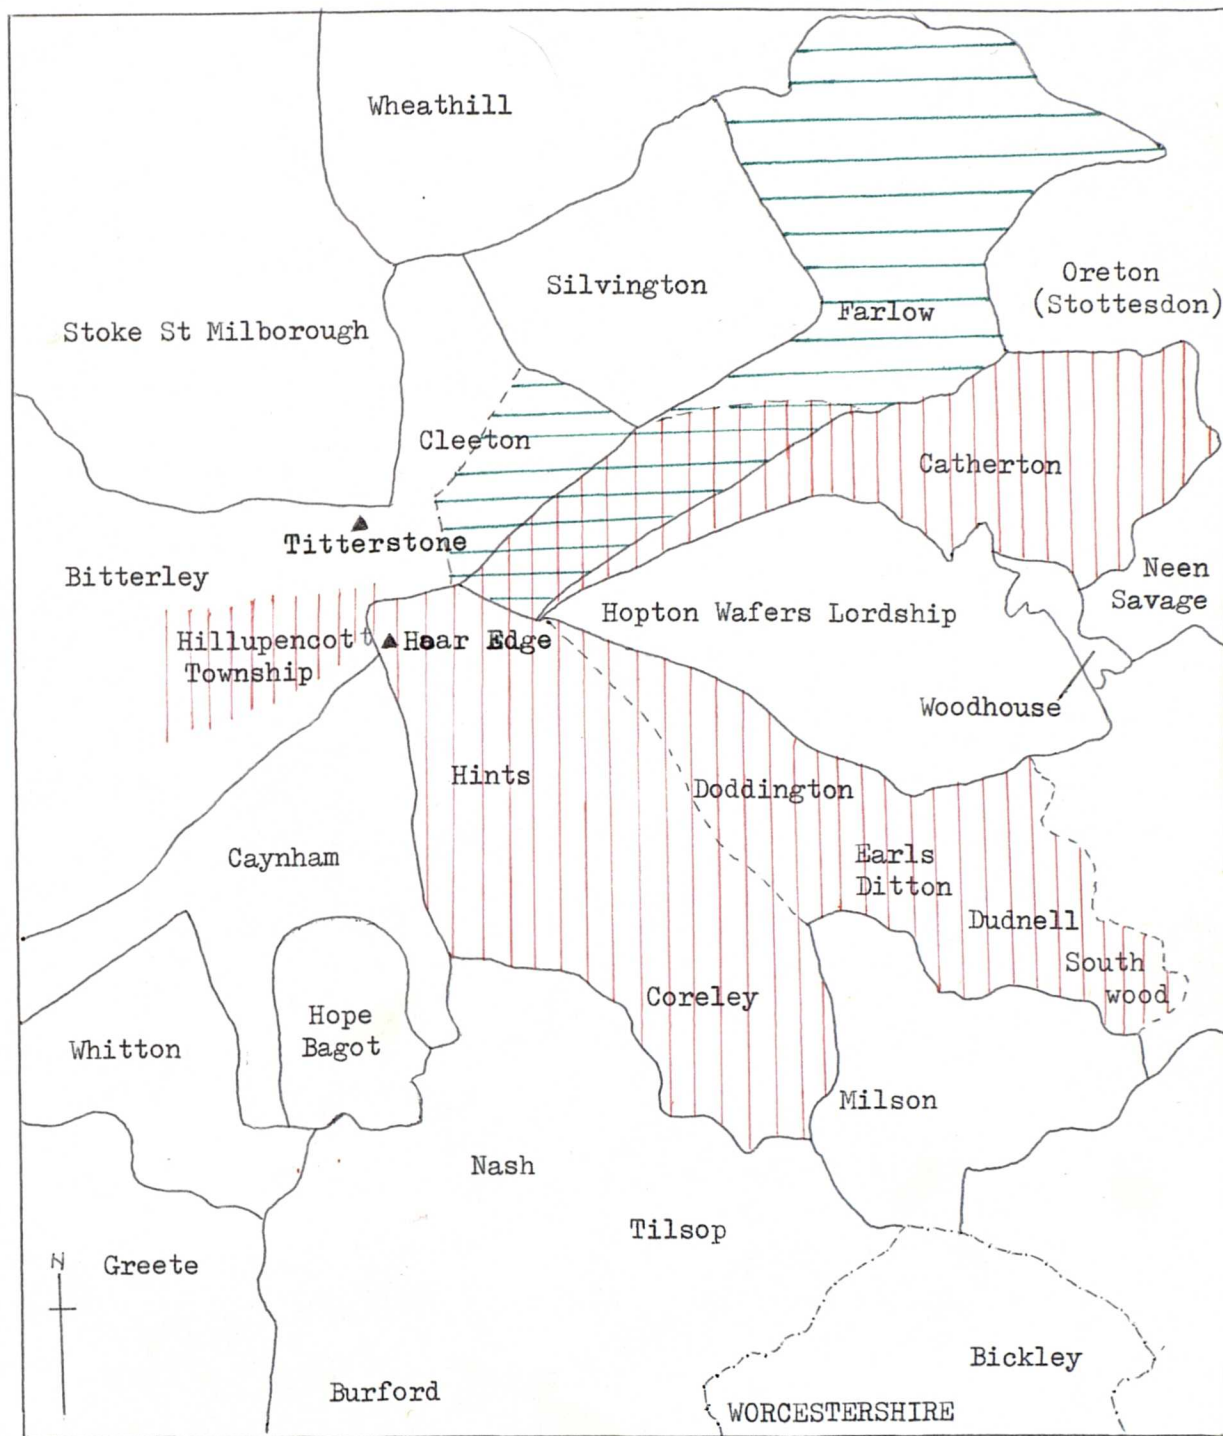 Wheathill
Silvington
Oreton
(Stottesdon)
Farlow
Stoke St Milborough
Cleeton
Catherton
Titterstone
Bitterley
Neen
Savage
Hopton Wafers Lordship
Hillupencott
Township
Hoar Edge
Woodhouse
Hints
Doddington
Caynham
Earls
Ditton
Dudnell
South
wood
Coreley
Hope
Bagot
Whitton
Milson
Nash
Tilsop
N
Greete
Bickley
Burford
WORCESTERSHIRE